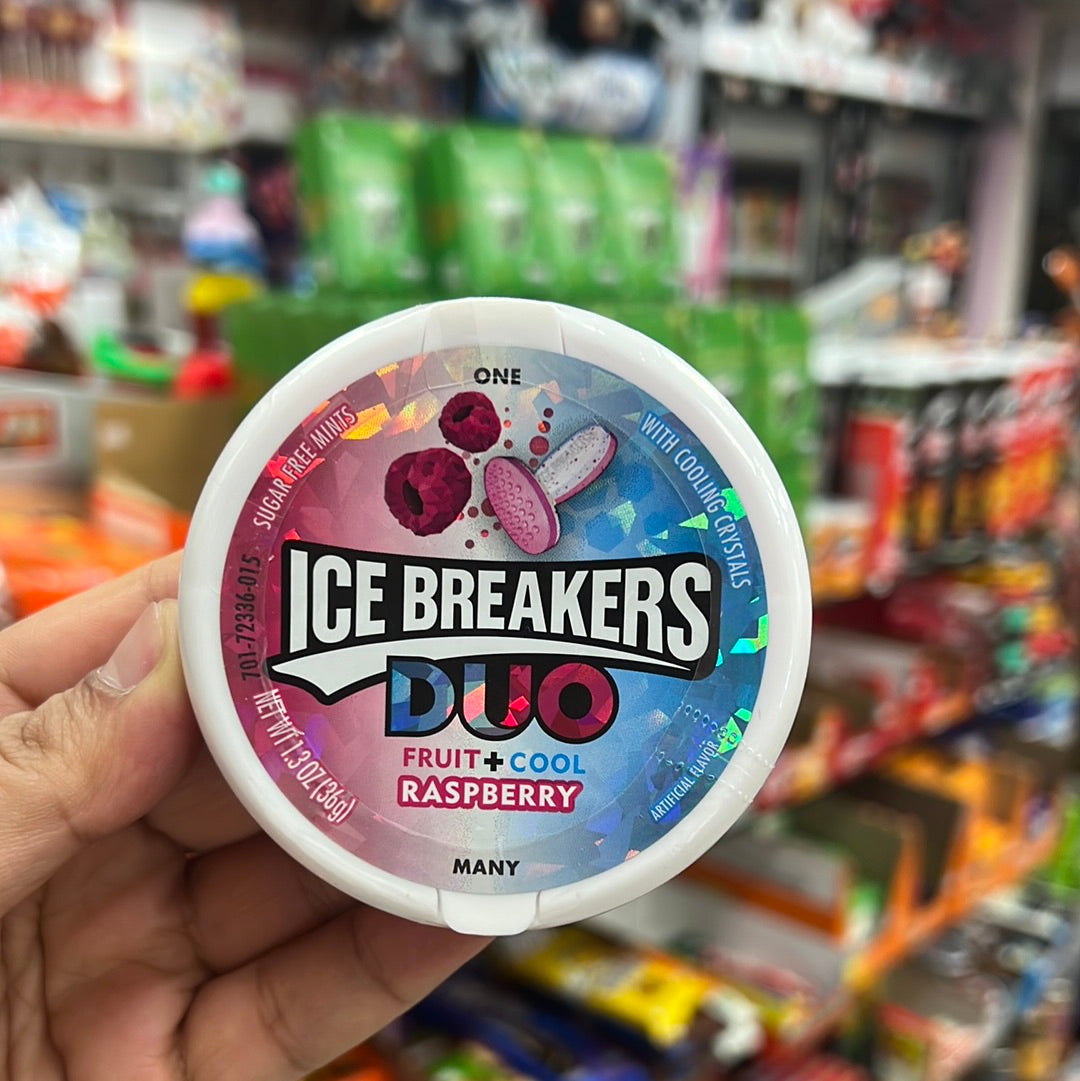 ONE
SUGAR FREE MINTS
WITH COOLING CRYSTALS
ICE BREAKERS
DUO
FRUIT+COOL
RASPBERRY
701-72336-015
NET WT 1.3 OZ (36g)
ARTIFICIAL FLAVOR
MANY